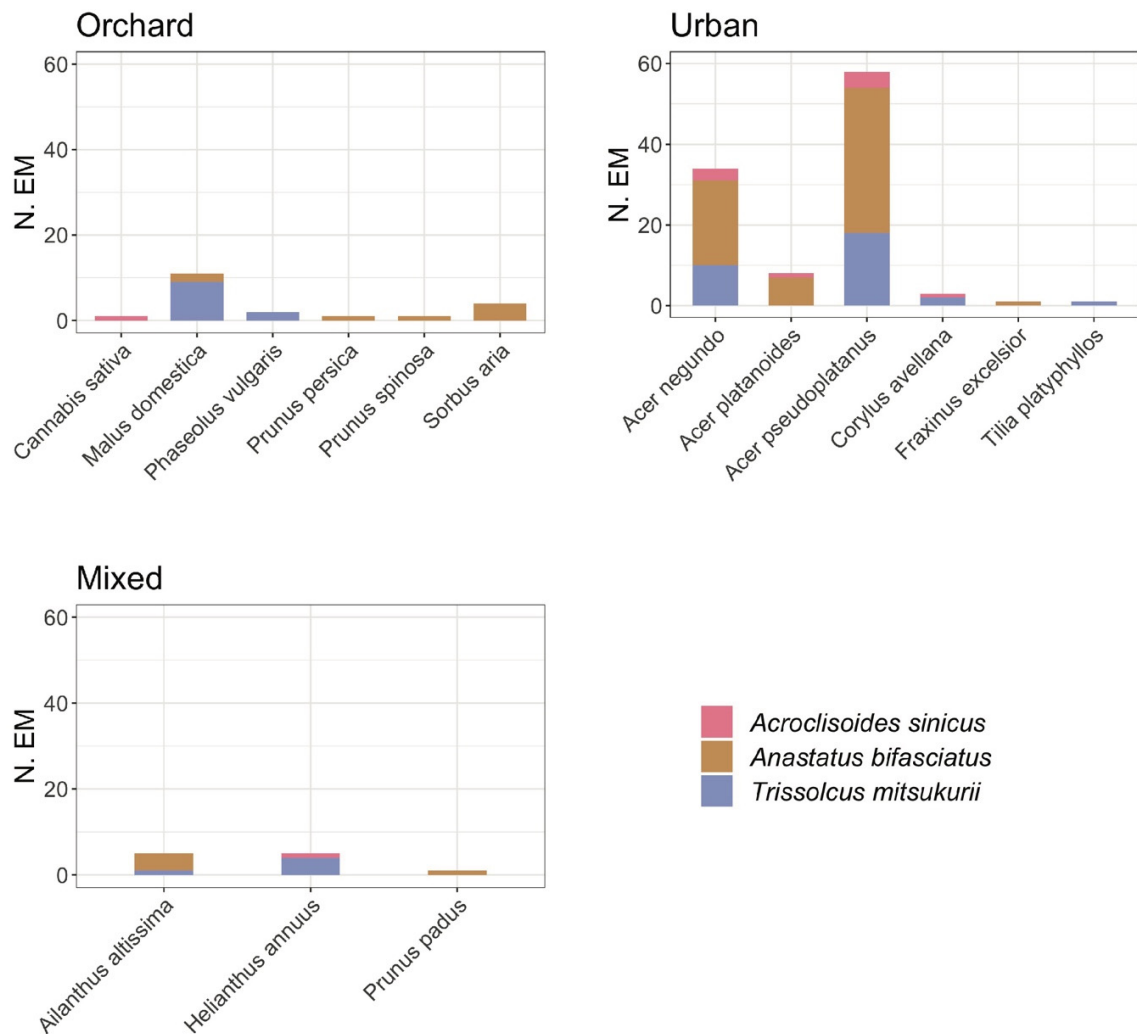 Orchard
60
40
20
0
N. EM
Cannabis sativa
Malus domestica
Phaseolus vulgaris
Prunus persica
Prunus spinosa
Sorbus aria
Urban
60
40
20
0
N. EM
Acer negundo
Acer platanoides
Acer pseudoplatanus
Corylus avellana
Fraxinus excelsior
Tilia platyphyllos
Mixed
60
40
20
0
N. EM
Ailanthus altissima
Helianthus annuus
Prunus padus
Acroclisoides sinicus
Anastatus bifasciatus
Trissolcus mitsukurii